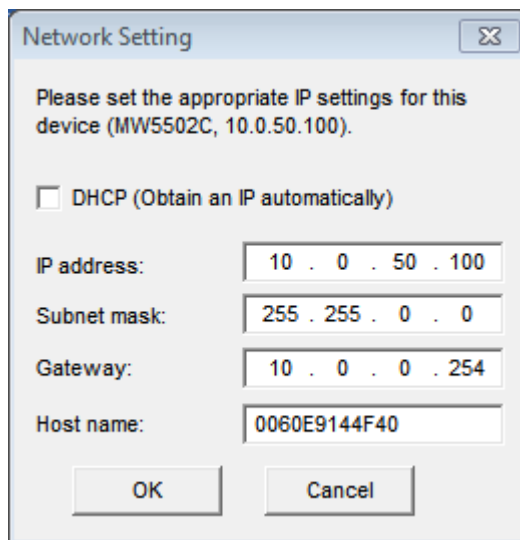 Network Setting
Please set the appropriate IP settings for this
device (MW5502C, 10.0.50.100).
DHCP (Obtain an IP automatically)
IP address: 10 . 0 . 50 . 100
Subnet mask: 255 . 255 . 0 . 0
Gateway: 10 . 0 . 0 . 254
Host name: 0060E9144F40
OK Cancel